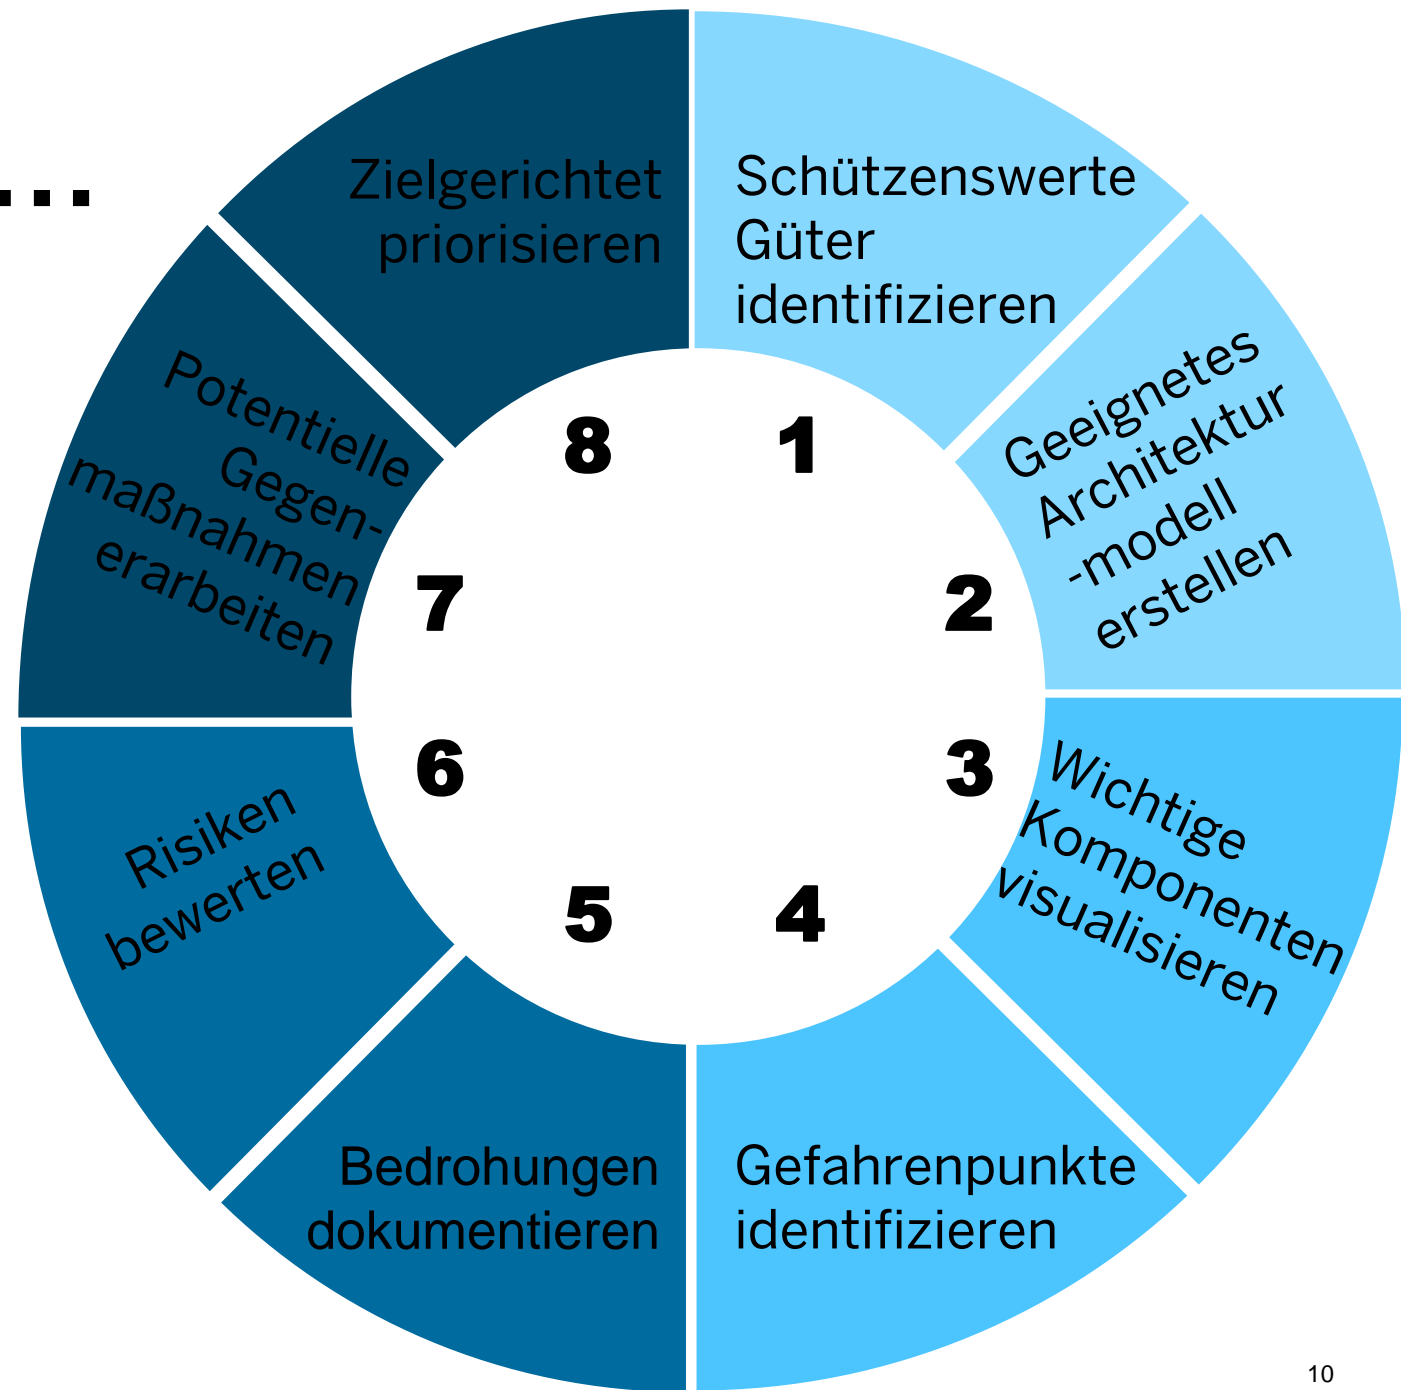 ...
Schützenswerte
Güter
identifizieren
1
Geeignetes
Architektur
-modell
erstellen
2
Wichtige
Komponenten
visualisieren
3
Gefahrenpunkte
identifizieren
4
Bedrohungen
dokumentieren
5
Risiken
bewerten
6
Potentielle
Gegen-
maßnahmen
erarbeiten
7
Zielgerichtet
priorisieren
8
10